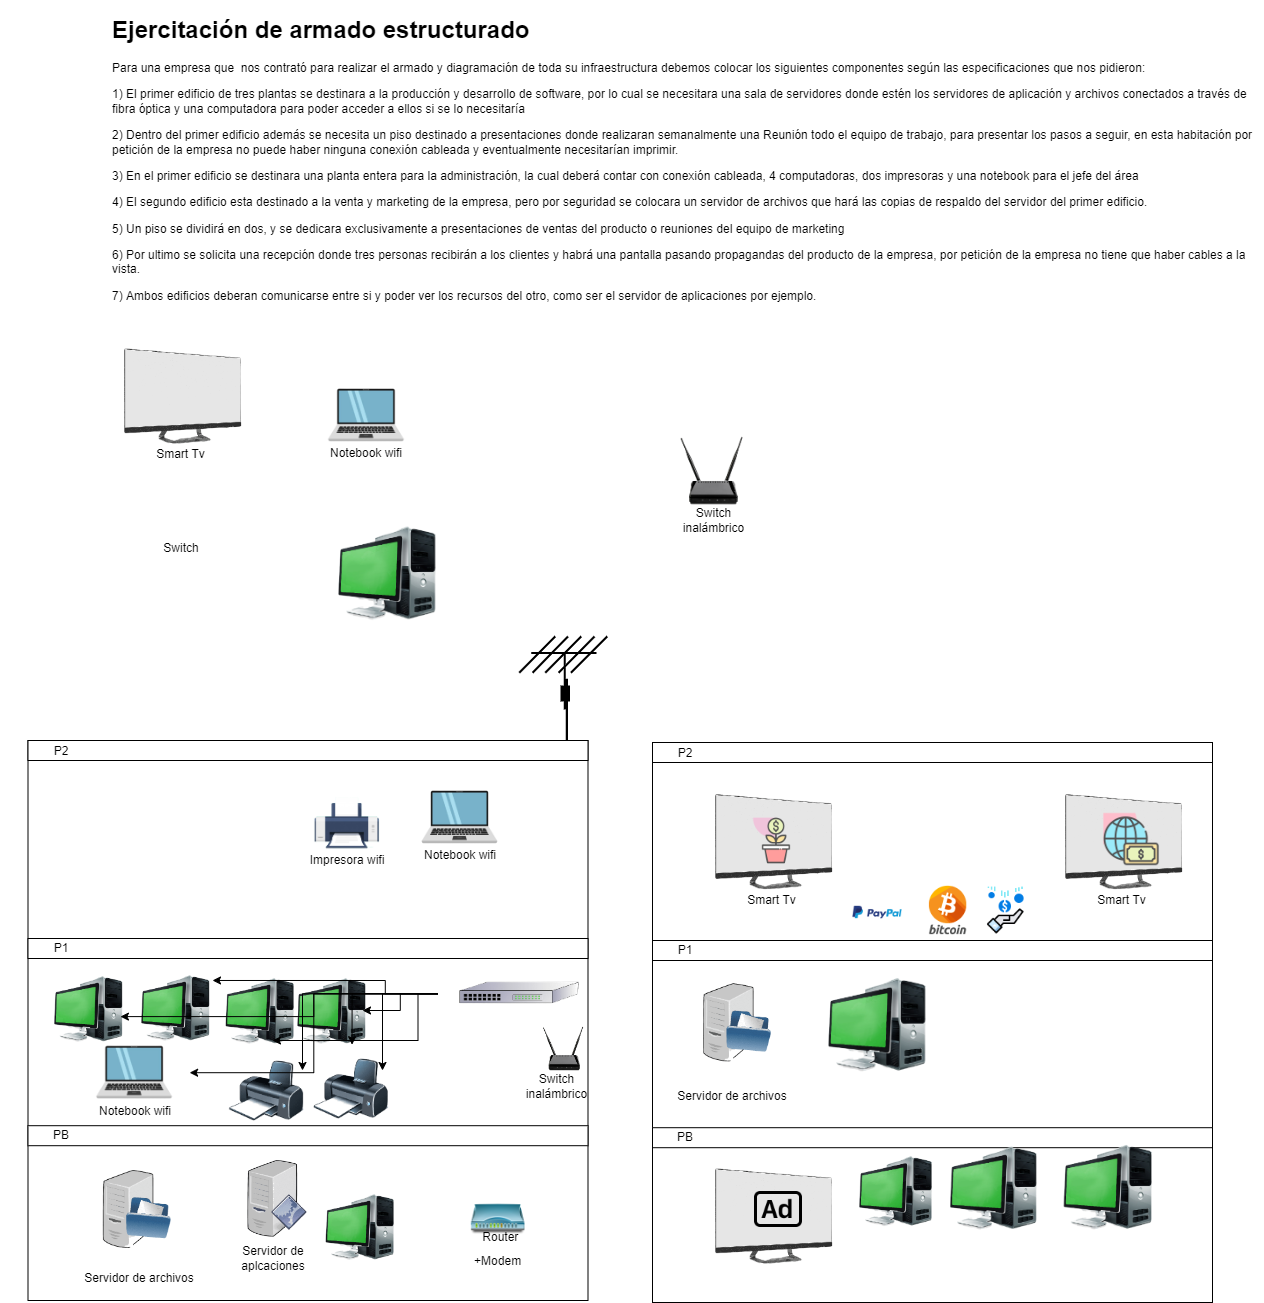 Ejercitación de armado estructurado
Para una empresa que  nos contrató para realizar el armado y diagramación de toda su infraestructura debemos colocar los siguientes componentes según las especificaciones que nos pidieron:
1) El primer edificio de tres plantas se destinara a la producción y desarrollo de software, por lo cual se necesitara una sala de servidores donde estén los servidores de aplicación y archivos conectados a través de
fibra óptica y una computadora para poder acceder a ellos si se lo necesitaría
2) Dentro del primer edificio además se necesita un piso destinado a presentaciones donde realizaran semanalmente una Reunión todo el equipo de trabajo, para presentar los pasos a seguir, en esta habitación por
petición de la empresa no puede haber ninguna conexión cableada y eventualmente necesitarían imprimir.
3) En el primer edificio se destinara una planta entera para la administración, la cual deberá contar con conexión cableada, 4 computadoras, dos impresoras y una notebook para el jefe del área
4) El segundo edificio esta destinado a la venta y marketing de la empresa, pero por seguridad se colocara un servidor de archivos que hará las copias de respaldo del servidor del primer edificio.
5) Un piso se dividirá en dos, y se dedicara exclusivamente a presentaciones de ventas del producto o reuniones del equipo de marketing
6) Por ultimo se solicita una recepción donde tres personas recibirán a los clientes y habrá una pantalla pasando propagandas del producto de la empresa, por petición de la empresa no tiene que haber cables a la
vista.
7) Ambos edificios deberan comunicarse entre si y poder ver los recursos del otro, como ser el servidor de aplicaciones por ejemplo.
Smart Tv
Notebook wifi
Switch
inalámbrico
Switch
P2
Impresora wifi
Notebook wifi
P1
Notebook wifi
Switch
inalámbrico
PB
Servidor de archivos
Servidor de
aplcaciones
Router
+Modem
P2
Smart Tv
PayPal
bitcoin
Smart Tv
P1
Servidor de archivos
PB
Ad